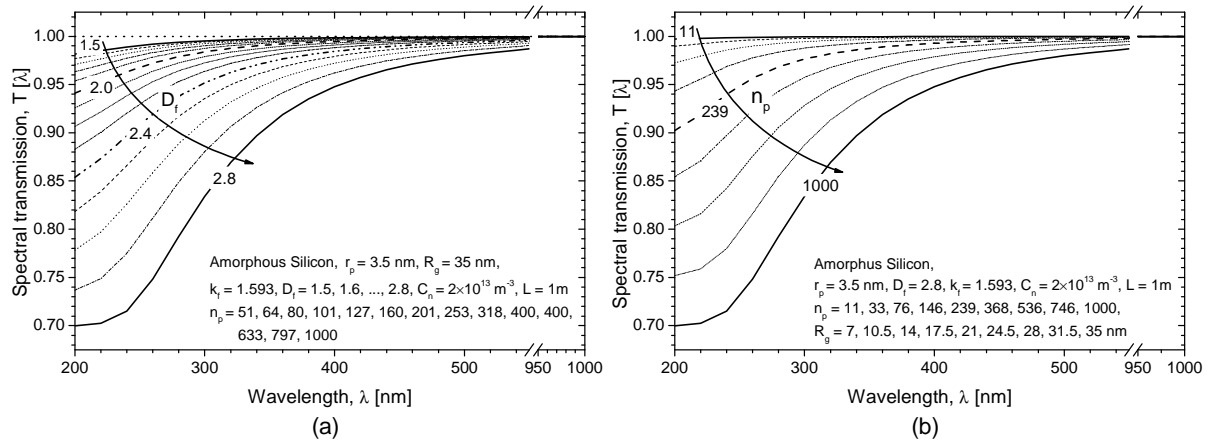 1.00
0.95
0.90
0.85
0.80
0.75
0.70
Spectral transmission, T [λ]
1.5
2.0
D_f
2.4
2.8
Amorphous Silicon, r_p = 3.5 nm, R_g = 35 nm,
k_f = 1.593, D_f = 1.5, 1.6, ..., 2.8, C_n = 2×10^13 m^-3, L = 1m
n_p = 51, 64, 80, 101, 127, 160, 201, 253, 318, 400, 400,
633, 797, 1000
200 300 400 500 950 1000
Wavelength, λ [nm]
(a)
1.00
0.95
0.90
0.85
0.80
0.75
0.70
Spectral transmission, T [λ]
11
n_p
239
1000
Amorphus Silicon,
r_p = 3.5 nm, D_f = 2.8, k_f = 1.593, C_n = 2×10^13 m^-3, L = 1m
n_p = 11, 33, 76, 146, 239, 368, 536, 746, 1000,
R_g = 7, 10.5, 14, 17.5, 21, 24.5, 28, 31.5, 35 nm
200 300 400 500 950 1000
Wavelength, λ [nm]
(b)